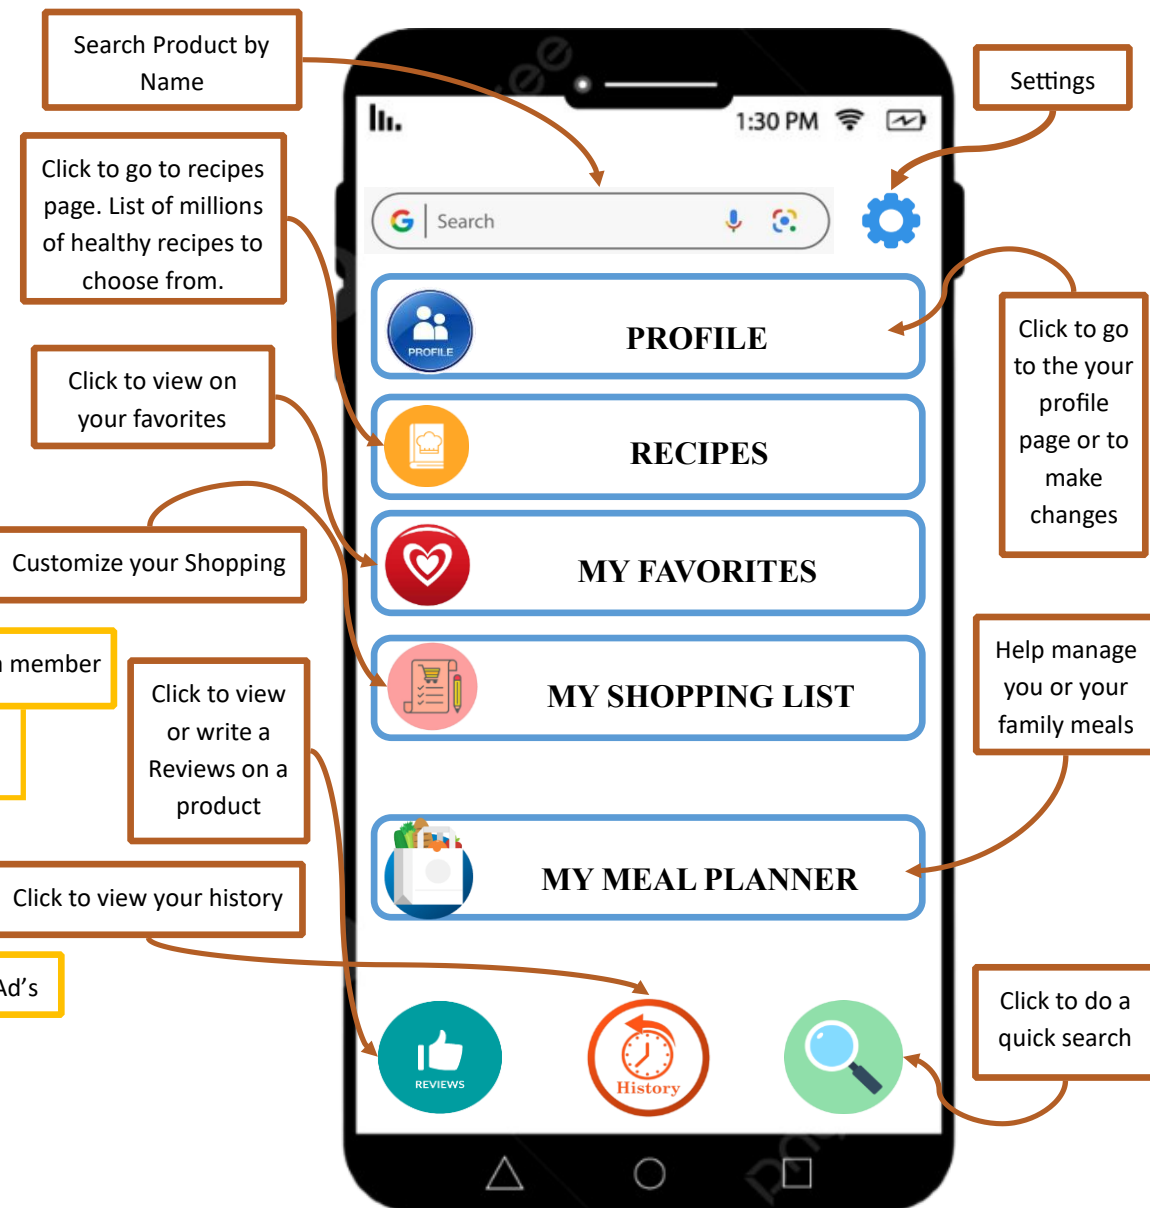 Search Product by
Name
Settings
1:30 PM
Click to go to recipes
page. List of millions
of healthy recipes to
choose from.
G Search
PROFILE
PROFILE
Click to go
to the your
profile
page or to
make
changes
Click to view on
your favorites
RECIPES
Customize your Shopping
MY FAVORITES
member
Click to view
or write a
Reviews on a
product
MY SHOPPING LIST
Help manage
you or your
family meals
MY MEAL PLANNER
Click to view your history
Ad's
REVIEWS
History
Click to do a
quick search